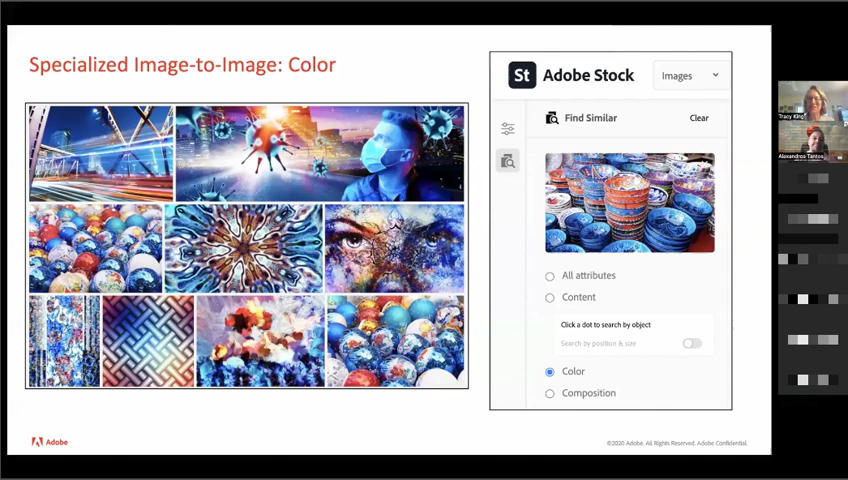 Specialized Image-to-Image: Color
St Adobe Stock
Images
Find Similar
Clear
All attributes
Content
Click a dot to search by object
Search by position & size
Color
Composition
Adobe
©2020 Adobe. All Rights Reserved. Adobe Confidential.
Tracy King
Alexandros Tantos